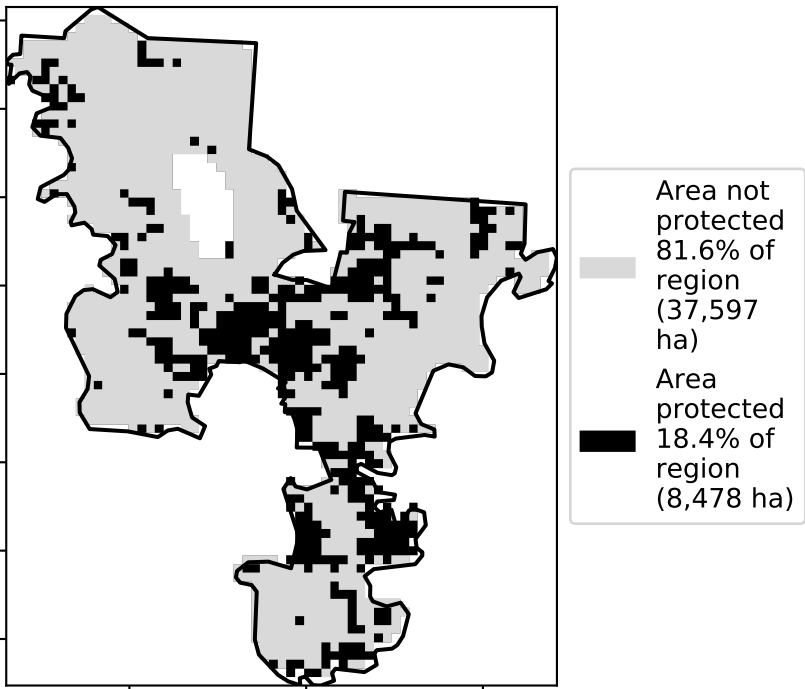 Area not
protected
81.6% of
region
(37,597
ha)
Area
protected
18.4% of
region
(8,478 ha)